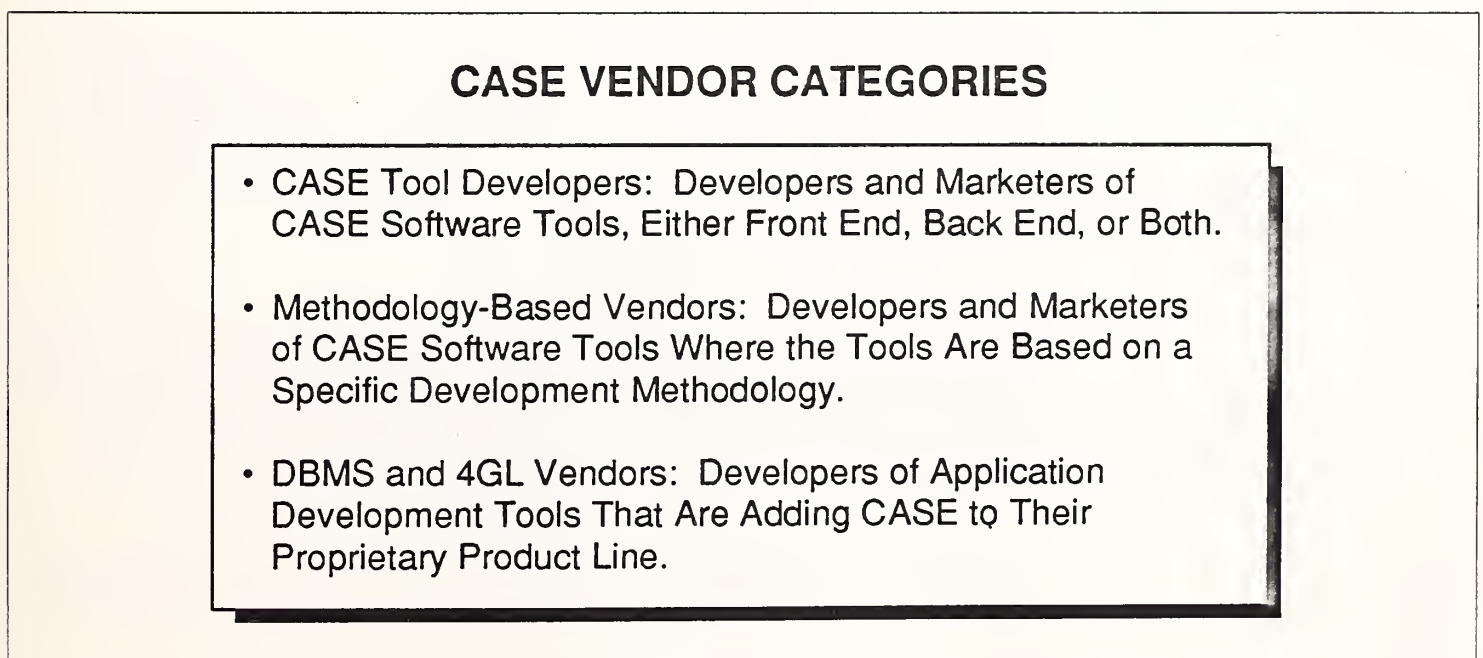 CASE VENDOR CATEGORIES
• CASE Tool Developers: Developers and Marketers of
CASE Software Tools, Either Front End, Back End, or Both.
• Methodology-Based Vendors: Developers and Marketers
of CASE Software Tools Where the Tools Are Based on a
Specific Development Methodology.
• DBMS and 4GL Vendors: Developers of Application
Development Tools That Are Adding CASE to Their
Proprietary Product Line.